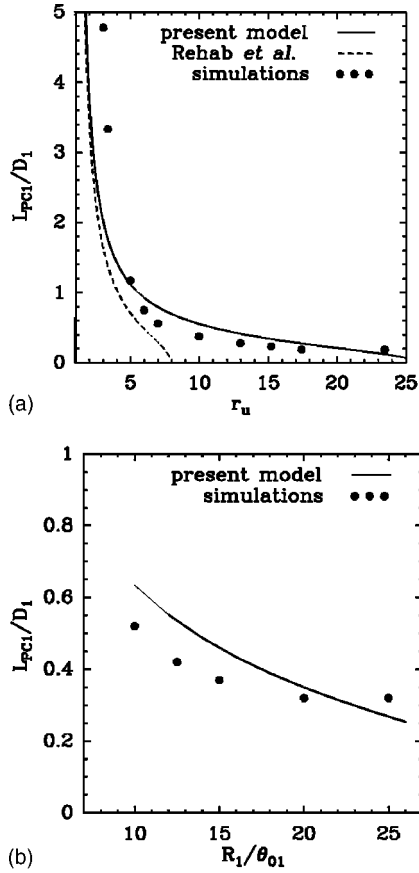 5
4
3
2
1
0
present model
Rehab et al.
simulations
L_PC1/D_1
5 10 15 20 25
r_u
(a)
1
0.8
0.6
0.4
0.2
0
present model
simulations
L_PC1/D_1
10 15 20 25
R_1/θ_01
(b)